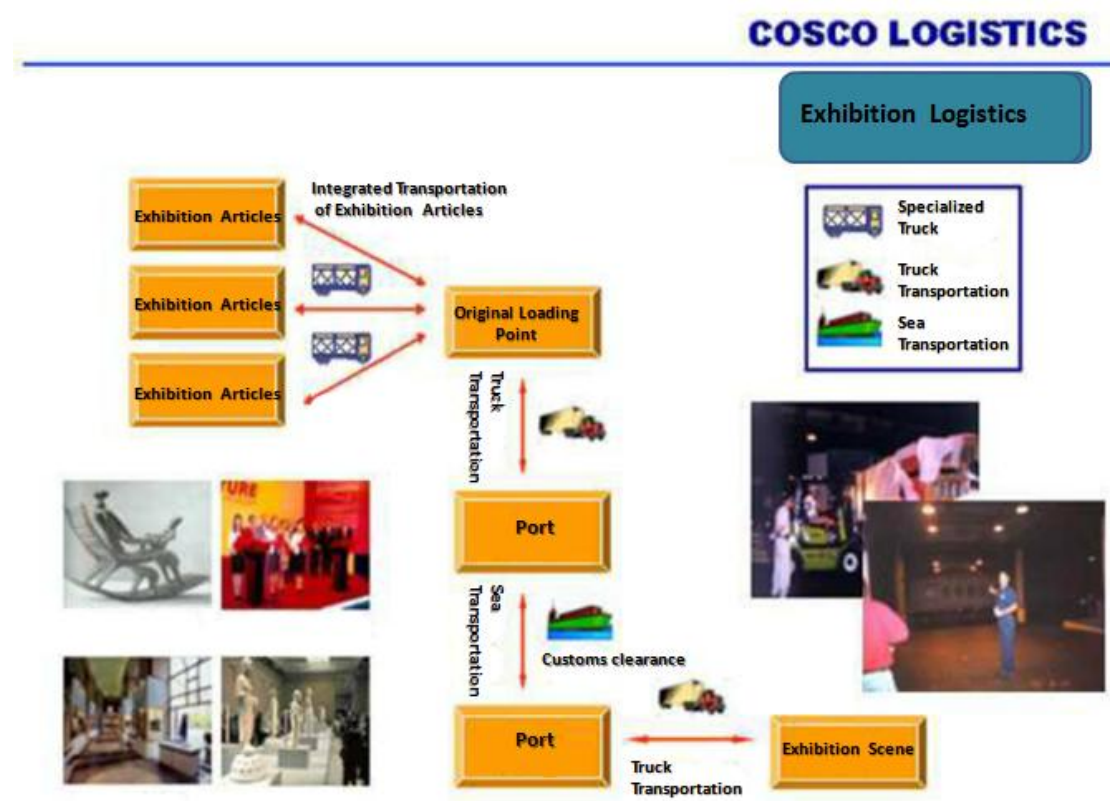 COSCO LOGISTICS
Exhibition Logistics
Integrated Transportation
of Exhibition Articles
Exhibition Articles
Exhibition Articles
Exhibition Articles
Original Loading
Point
Specialized
Truck
Truck
Transportation
Sea
Transportation
Truck
Transportation
Port
Sea
Transportation
Customs clearance
Port
Truck
Transportation
Exhibition Scene
TURE